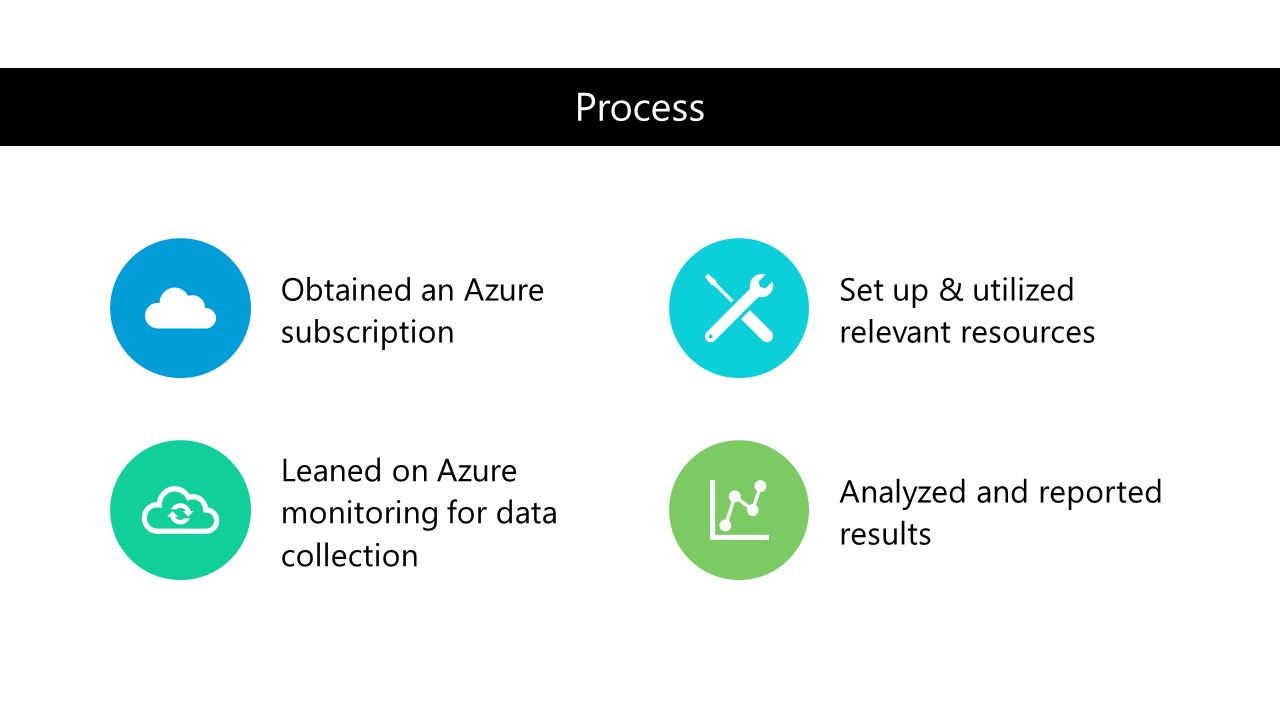 Process
Obtained an Azure
subscription
Set up & utilized
relevant resources
Leaned on Azure
monitoring for data
collection
Analyzed and reported
results